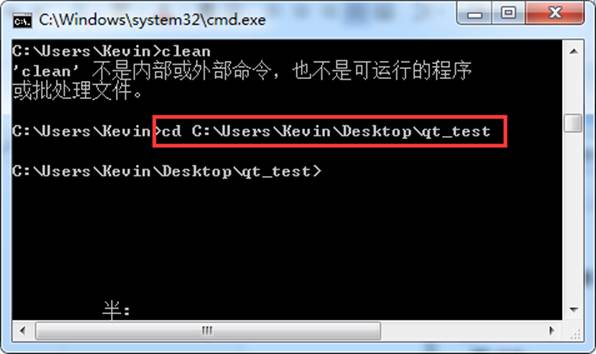 C:\Windows\system32\cmd.exe
C:\Users\Kevin>clean
'clean' 不是内部或外部命令，也不是可运行的程序
或批处理文件。
C:\Users\Kevin>cd C:\Users\Kevin\Desktop\qt_test
C:\Users\Kevin\Desktop\qt_test>
半: